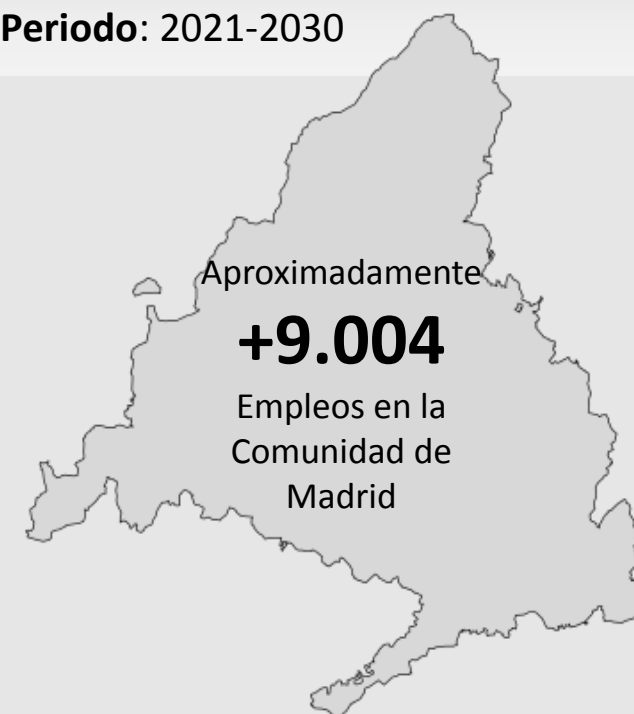 Periodo: 2021-2030
Aproximadamente
+9.004
Empleos en la
Comunidad de
Madrid